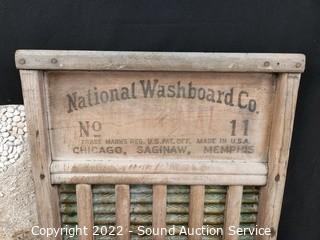 National Washboard Co.
No 11
TRADE MARKS REG. U.S. PAT. OFF. MADE IN U.S.A.
CHICAGO, SAGINAW, MEMPHIS
Copyright 2022 - Sound Auction Service